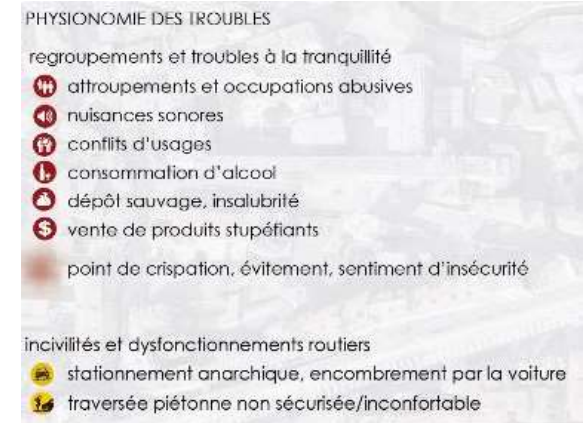 PHYSIONOMIE DES TROUBLES
regroupements et troubles à la tranquillité
attroupements et occupations abusives
nuisances sonores
conflits d'usages
consommation d'alcool
dépôt sauvage, insalubrité
$ vente de produits stupéfiants
point de crispation, évitement, sentiment d'insécurité
incivilités et dysfonctionnements routiers
stationnement anarchique, encombrement par la voiture
traversée piétonne non sécurisée/inconfortable